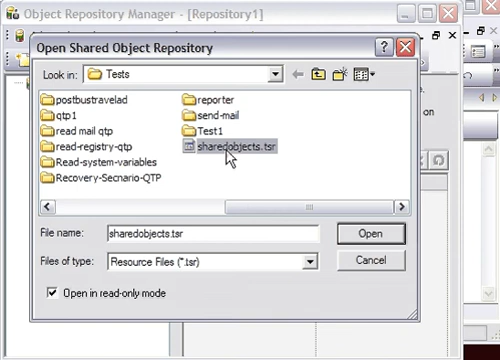 Object Repository Manager - [Repository1]
Open Shared Object Repository
Look in:
Tests
postbustravelad
qtp1
read mail qtp
read-registry-qtp
Read-system-variables
Recovery-Secnario-QTP
reporter
send-mail
Test1
sharedobjects.tsr
on
File name:
sharedobjects.tsr
Open
Files of type:
Resource Files (*.tsr)
Cancel
Open in read-only mode